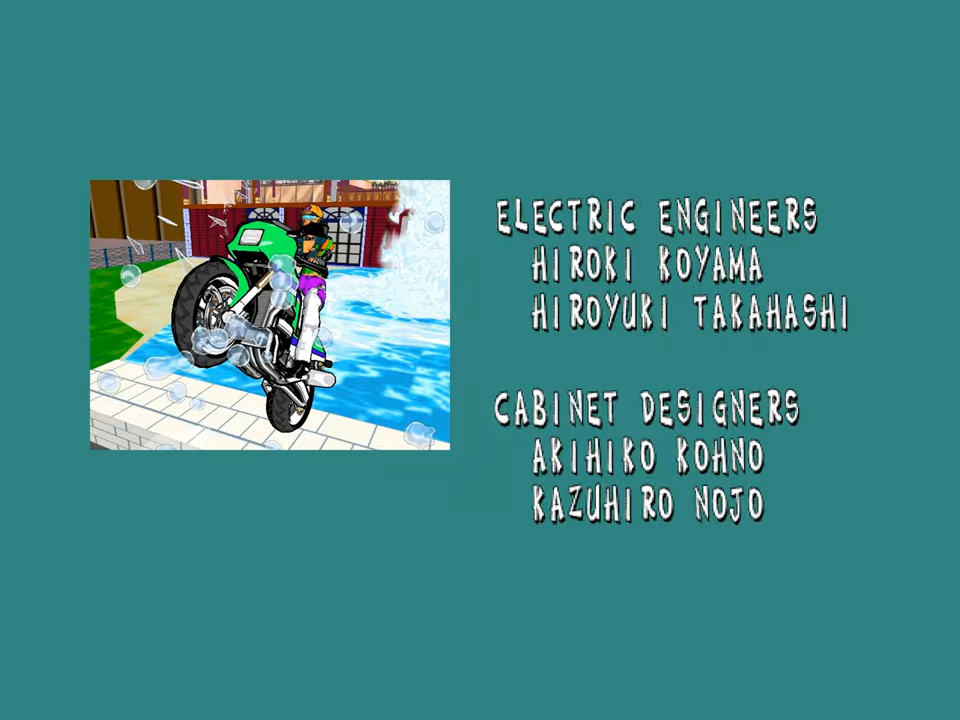 ELECTRIC ENGINEERS
HIROKI KOYAMA
HIROYUKI TAKAHASHI
CABINET DESIGNERS
AKIHIKO KOHNO
KAZUHIRO NOJO